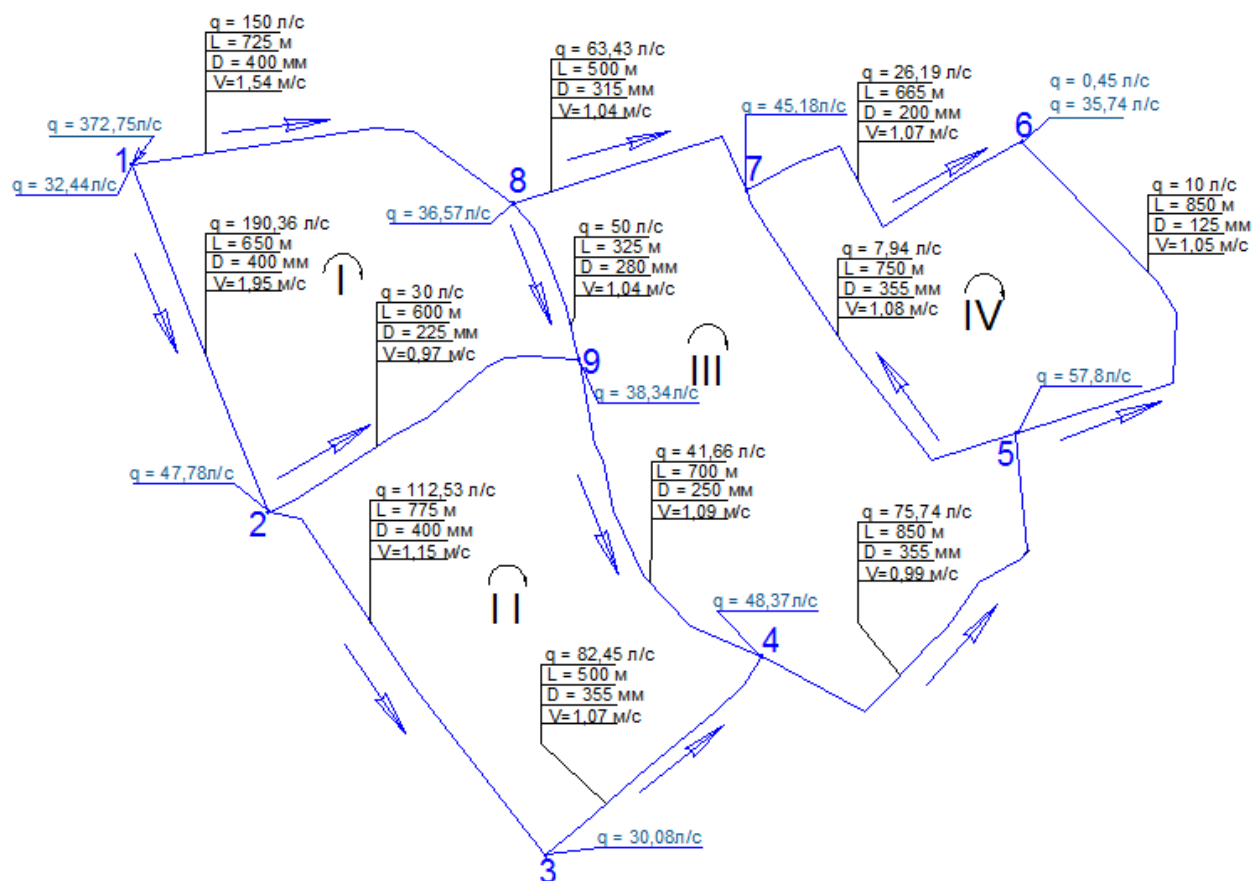 q = 150 л/с
L = 725 м
D = 400 мм
V=1,54 м/с
q = 63,43 л/с
L = 500 м
D = 315 мм
V=1,04 м/с
q = 26,19 л/с
L = 665 м
D = 200 мм
V=1,07 м/с
q = 0,45 л/с
q = 35,74 л/с
q = 45,18л/с
6
q = 372,75л/с
1
q = 32,44л/с
8
7
q = 36,57л/с
q = 10 л/с
L = 850 м
D = 125 мм
V=1,05 м/с
q = 190,36 л/с
L = 650 м
D = 400 мм
V=1,95 м/с
I
q = 50 л/с
L = 325 м
D = 280 мм
V=1,04 м/с
q = 7,94 л/с
L = 750 м
D = 355 мм
V=1,08 м/с
IV
q = 30 л/с
L = 600 м
D = 225 мм
V=0,97 м/с
9
III
q = 38,34л/с
q = 57,8л/с
5
q = 47,78л/с
2
q = 41,66 л/с
L = 700 м
D = 250 мм
V=1,09 м/с
q = 112,53 л/с
L = 775 м
D = 400 мм
V=1,15 м/с
q = 75,74 л/с
L = 850 м
D = 355 мм
V=0,99 м/с
II
q = 48,37л/с
4
q = 82,45 л/с
L = 500 м
D = 355 мм
V=1,07 м/с
q = 30,08л/с
3